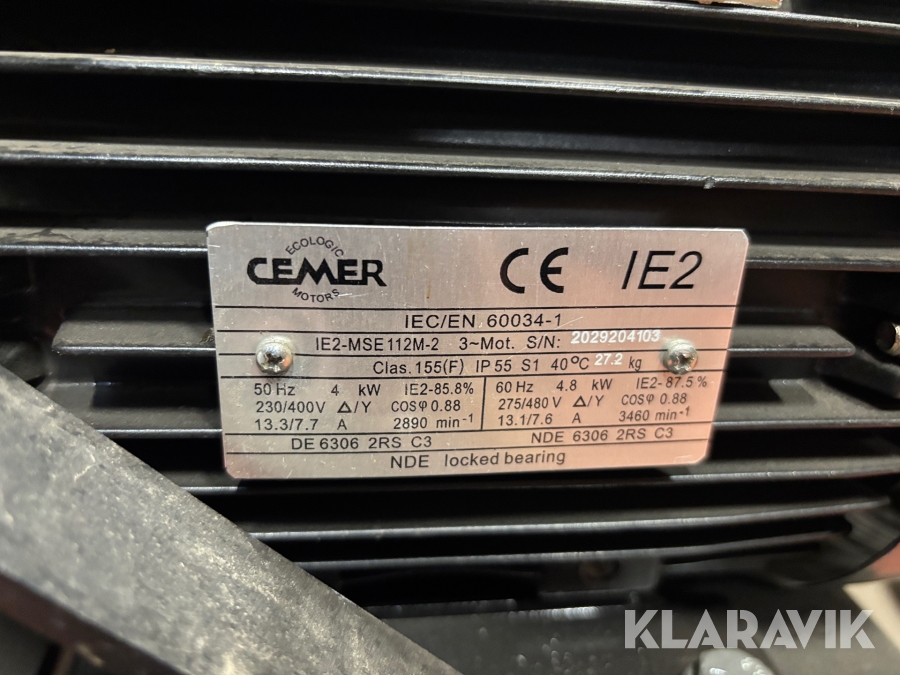 ECOLOGIC
CEMER
MOTORS
CE IE2
IEC/EN 60034-1
IE2-MSE 112M-2 3~Mot. S/N: 2029204103
Clas. 155(F) IP 55 S1 40°C 27.2 kg
50 Hz 4 kW IE2-85.8% 60 Hz 4.8 kW IE2-87.5%
230/400V Δ/Y COSφ 0.88 275/480 V Δ/Y COSφ 0.88
13.3/7.7 A 2890 min⁻¹ 13.1/7.6 A 3460 min⁻¹
DE 6306 2RS C3 NDE 6306 2RS C3
NDE locked bearing
KLARAVIK